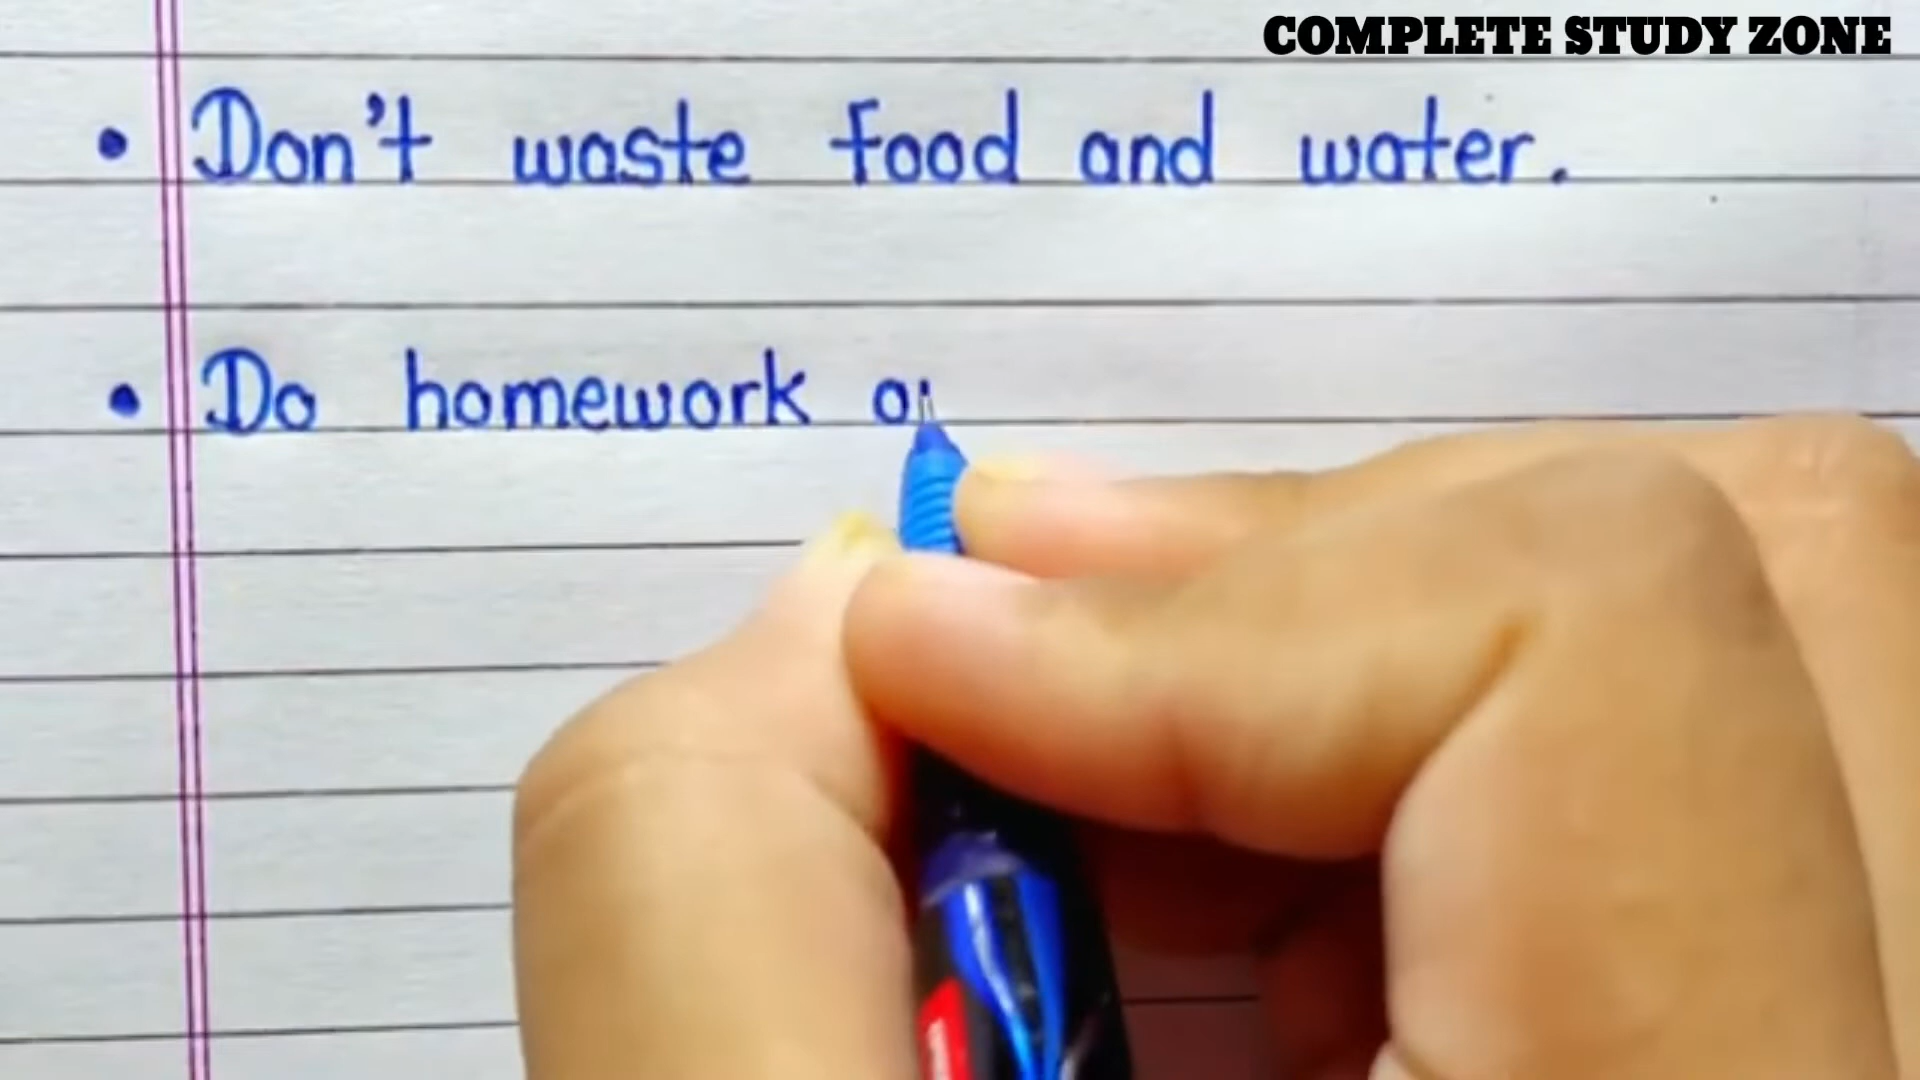 COMPLETE STUDY ZONE
• Don't waste food and water.
• Do homework